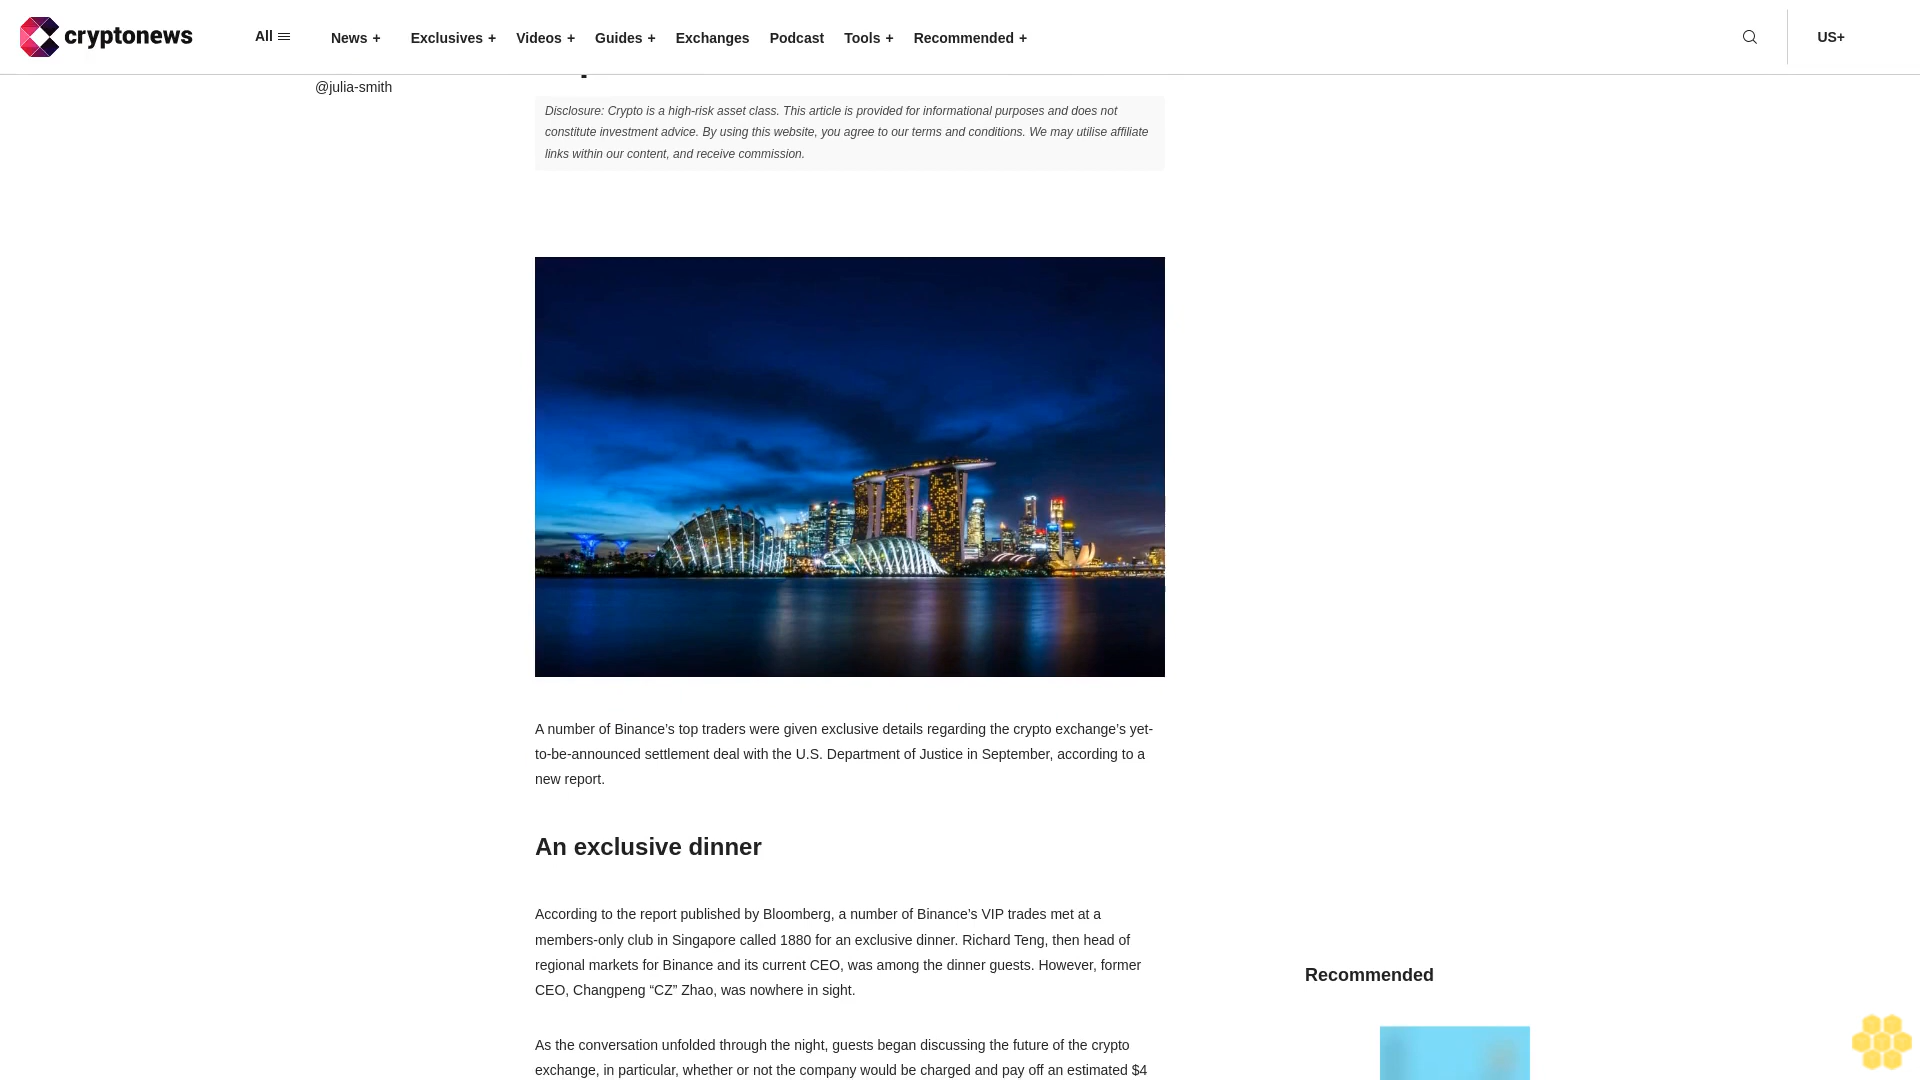 cryptonews
All
News +
Exclusives +
Videos +
Guides +
Exchanges
Podcast
Tools +
Recommended +
US+
@julia-smith
Disclosure: Crypto is a high-risk asset class. This article is provided for informational purposes and does not
constitute investment advice. By using this website, you agree to our terms and conditions. We may utilise affiliate
links within our content, and receive commission.
A number of Binance’s top traders were given exclusive details regarding the crypto exchange’s yet-
to-be-announced settlement deal with the U.S. Department of Justice in September, according to a
new report.
An exclusive dinner
According to the report published by Bloomberg, a number of Binance’s VIP trades met at a
members-only club in Singapore called 1880 for an exclusive dinner. Richard Teng, then head of
regional markets for Binance and its current CEO, was among the dinner guests. However, former
CEO, Changpeng “CZ” Zhao, was nowhere in sight.
As the conversation unfolded through the night, guests began discussing the future of the crypto
exchange, in particular, whether or not the company would be charged and pay off an estimated $4
Recommended